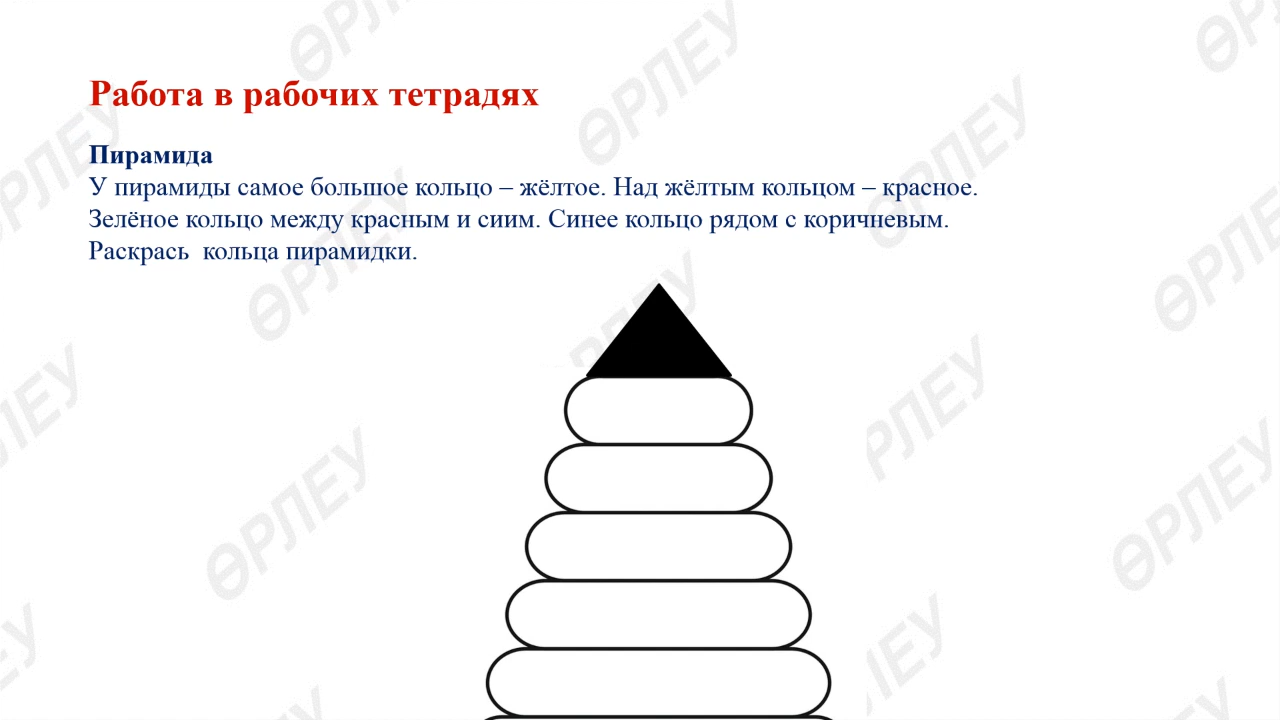 Работа в рабочих тетрадях
Пирамида
У пирамиды самое большое кольцо – жёлтое. Над жёлтым кольцом – красное.
Зелёное кольцо между красным и сиим. Синее кольцо рядом с коричневым.
Раскрась  кольца пирамидки.
ӨРЛЕУ